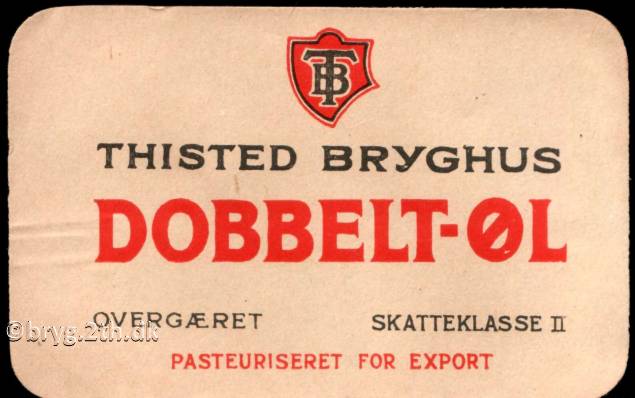 TB
THISTED BRYGHUS
DOBBELT-ØL
OVERGÆRET SKATTEKLASSE II
©bryg.2th.dk
PASTEURISERET FOR EXPORT